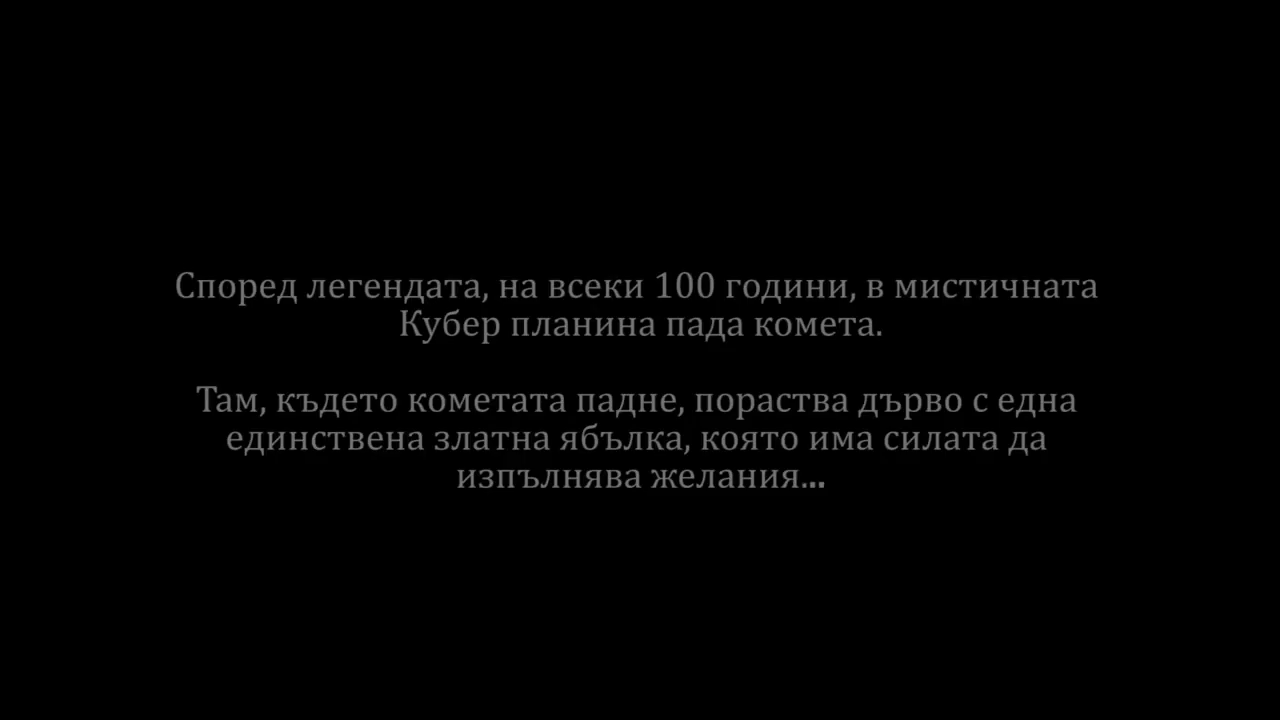 Според легендата, на всеки 100 години, в мистичната
Кубер планина пада комета.
Там, където кометата падне, пораства дърво с една
единствена златна ябълка, която има силата да
изпълнява желания...